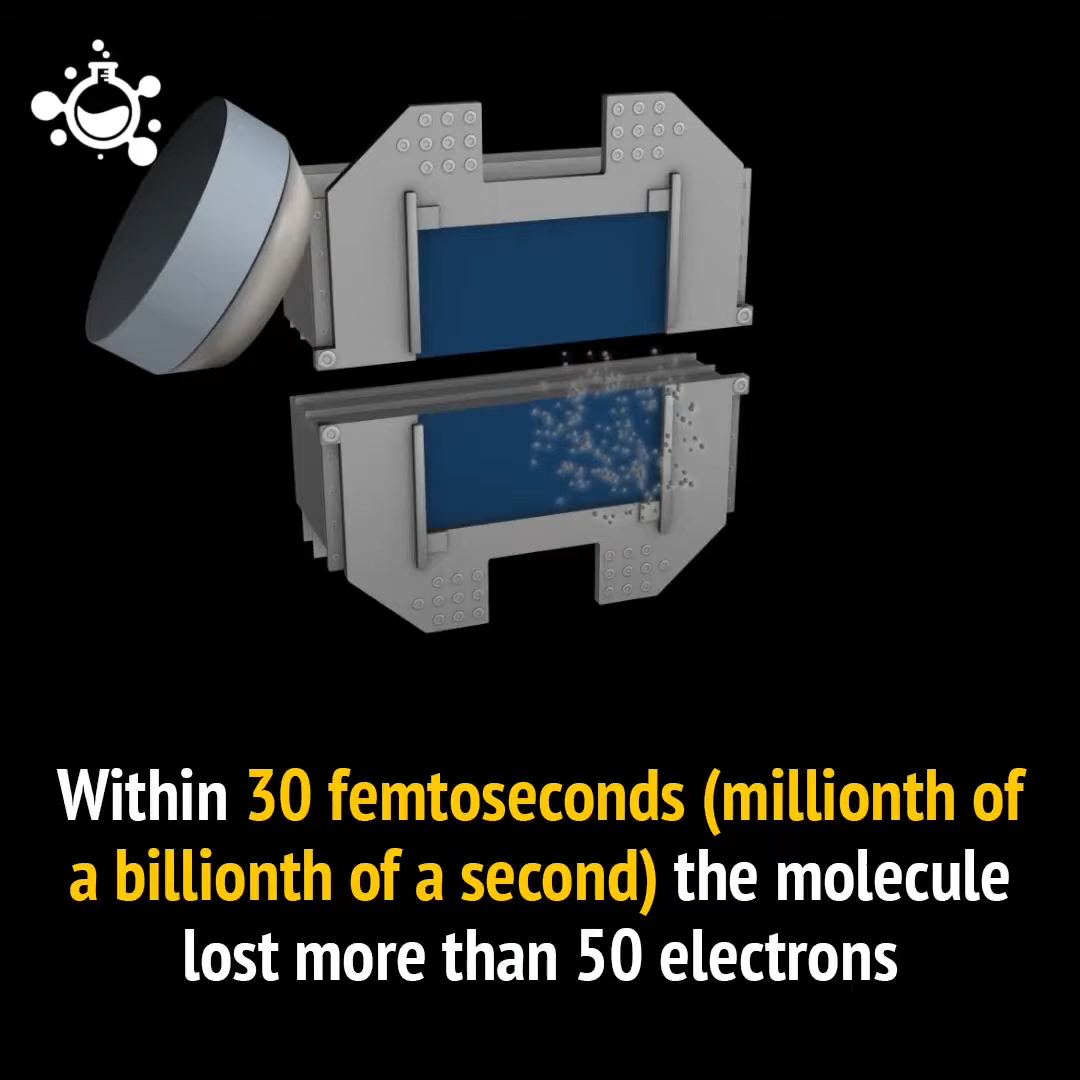 Within 30 femtoseconds (millionth of
a billionth of a second) the molecule
lost more than 50 electrons